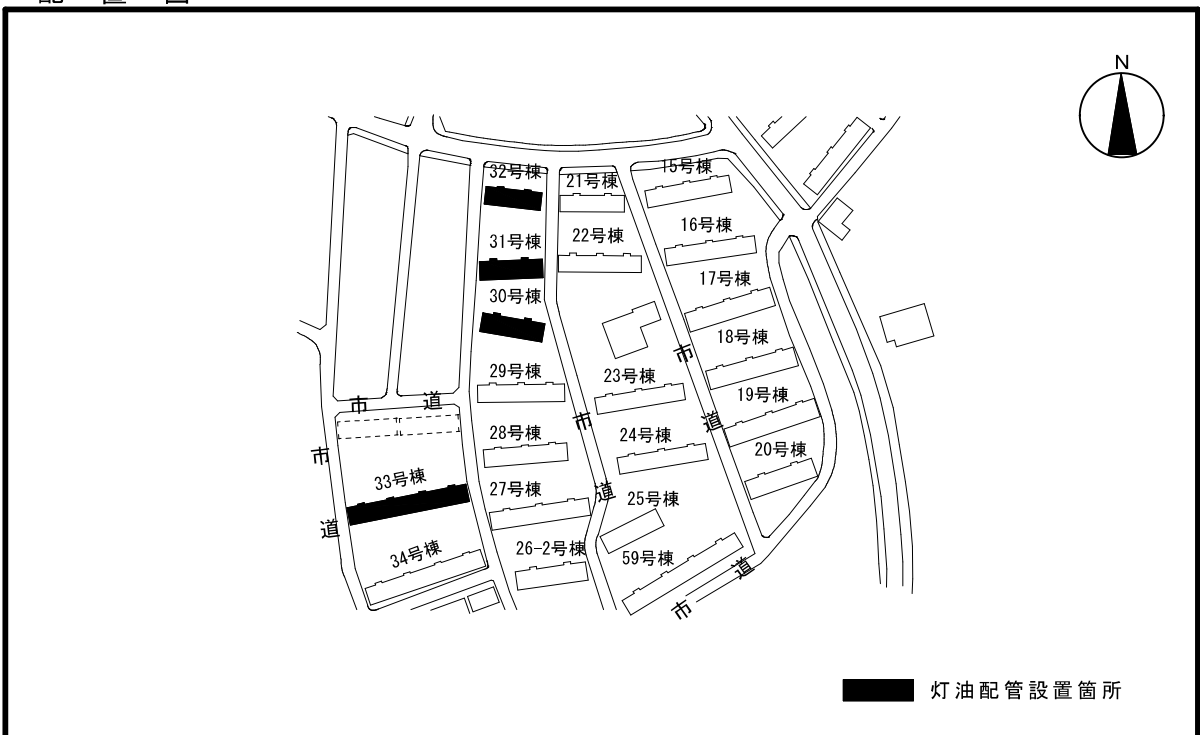 配置図
N
32号棟
21号棟
15号棟
31号棟
22号棟
16号棟
30号棟
17号棟
18号棟
29号棟
23号棟
19号棟
28号棟
24号棟
20号棟
33号棟
27号棟
25号棟
34号棟
26-2号棟
59号棟
市道
市道
市道
市道
市道
灯油配管設置箇所